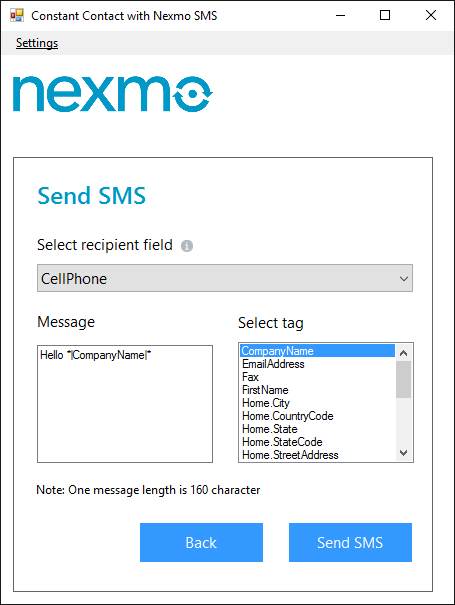 Constant Contact with Nexmo SMS
Settings
nexmo
Send SMS
Select recipient field
CellPhone
Message
Select tag
Hello *|CompanyName|*
CompanyName
EmailAddress
Fax
FirstName
Home.City
Home.CountryCode
Home.State
Home.StateCode
Home.StreetAddress
Note: One message length is 160 character
Back
Send SMS